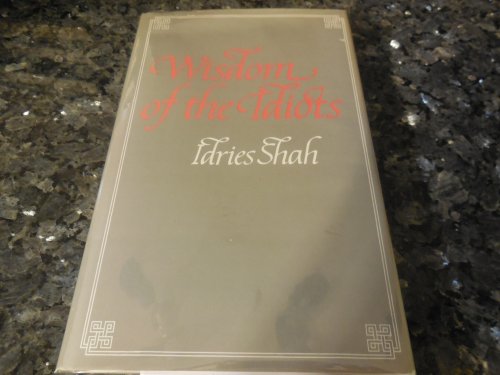 Wisdom
of the Idiots
Idries Shah